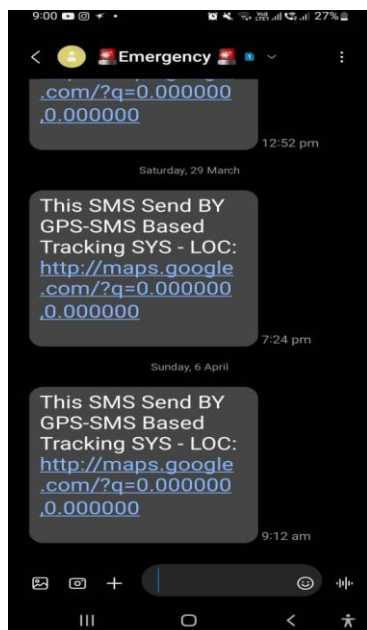 9:00
27%
Emergency
1
.com/?q=0.000000
,0.000000
12:52 pm
Saturday, 29 March
This SMS Send BY
GPS-SMS Based
Tracking SYS - LOC:
http://maps.google
.com/?q=0.000000
,0.000000
7:24 pm
Sunday, 6 April
This SMS Send BY
GPS-SMS Based
Tracking SYS - LOC:
http://maps.google
.com/?q=0.000000
,0.000000
9:12 am